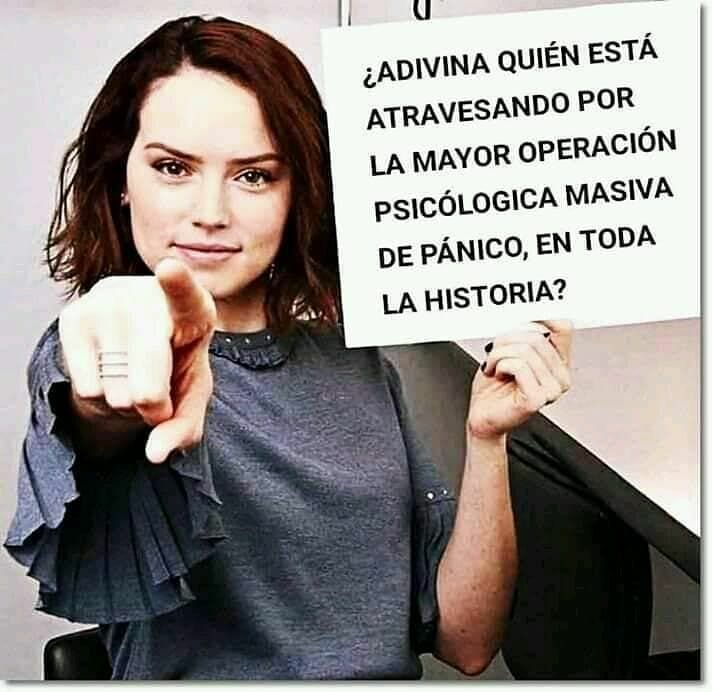 ¿ADIVINA QUIÉN ESTÁ
ATRAVESANDO POR
LA MAYOR OPERACIÓN
PSICÓLOGICA MASIVA
DE PÁNICO, EN TODA
LA HISTORIA?